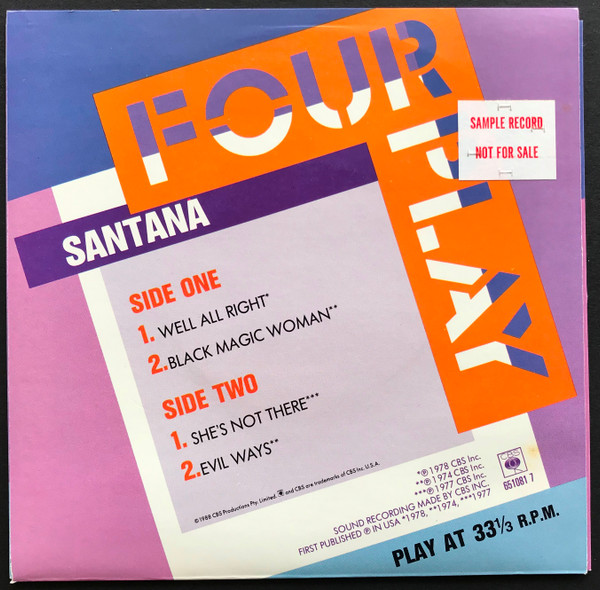 FOUR PLAY
SAMPLE RECORD
NOT FOR SALE
SANTANA
SIDE ONE
1. WELL ALL RIGHT*
2. BLACK MAGIC WOMAN**
SIDE TWO
1. SHE'S NOT THERE***
2. EVIL WAYS**
©1988 CBS Productions Pty. Limited. and CBS are trademarks of CBS Inc. U.S.A.
*℗ 1978 CBS Inc.
**℗ 1974 CBS INC.
***℗ 1977 CBS Inc.
SOUND RECORDING MADE BY CBS INC.
FIRST PUBLISHED ℗ IN USA *1978, **1974, ***1977
CBS
651081 7
PLAY AT 33⅓ R.P.M.